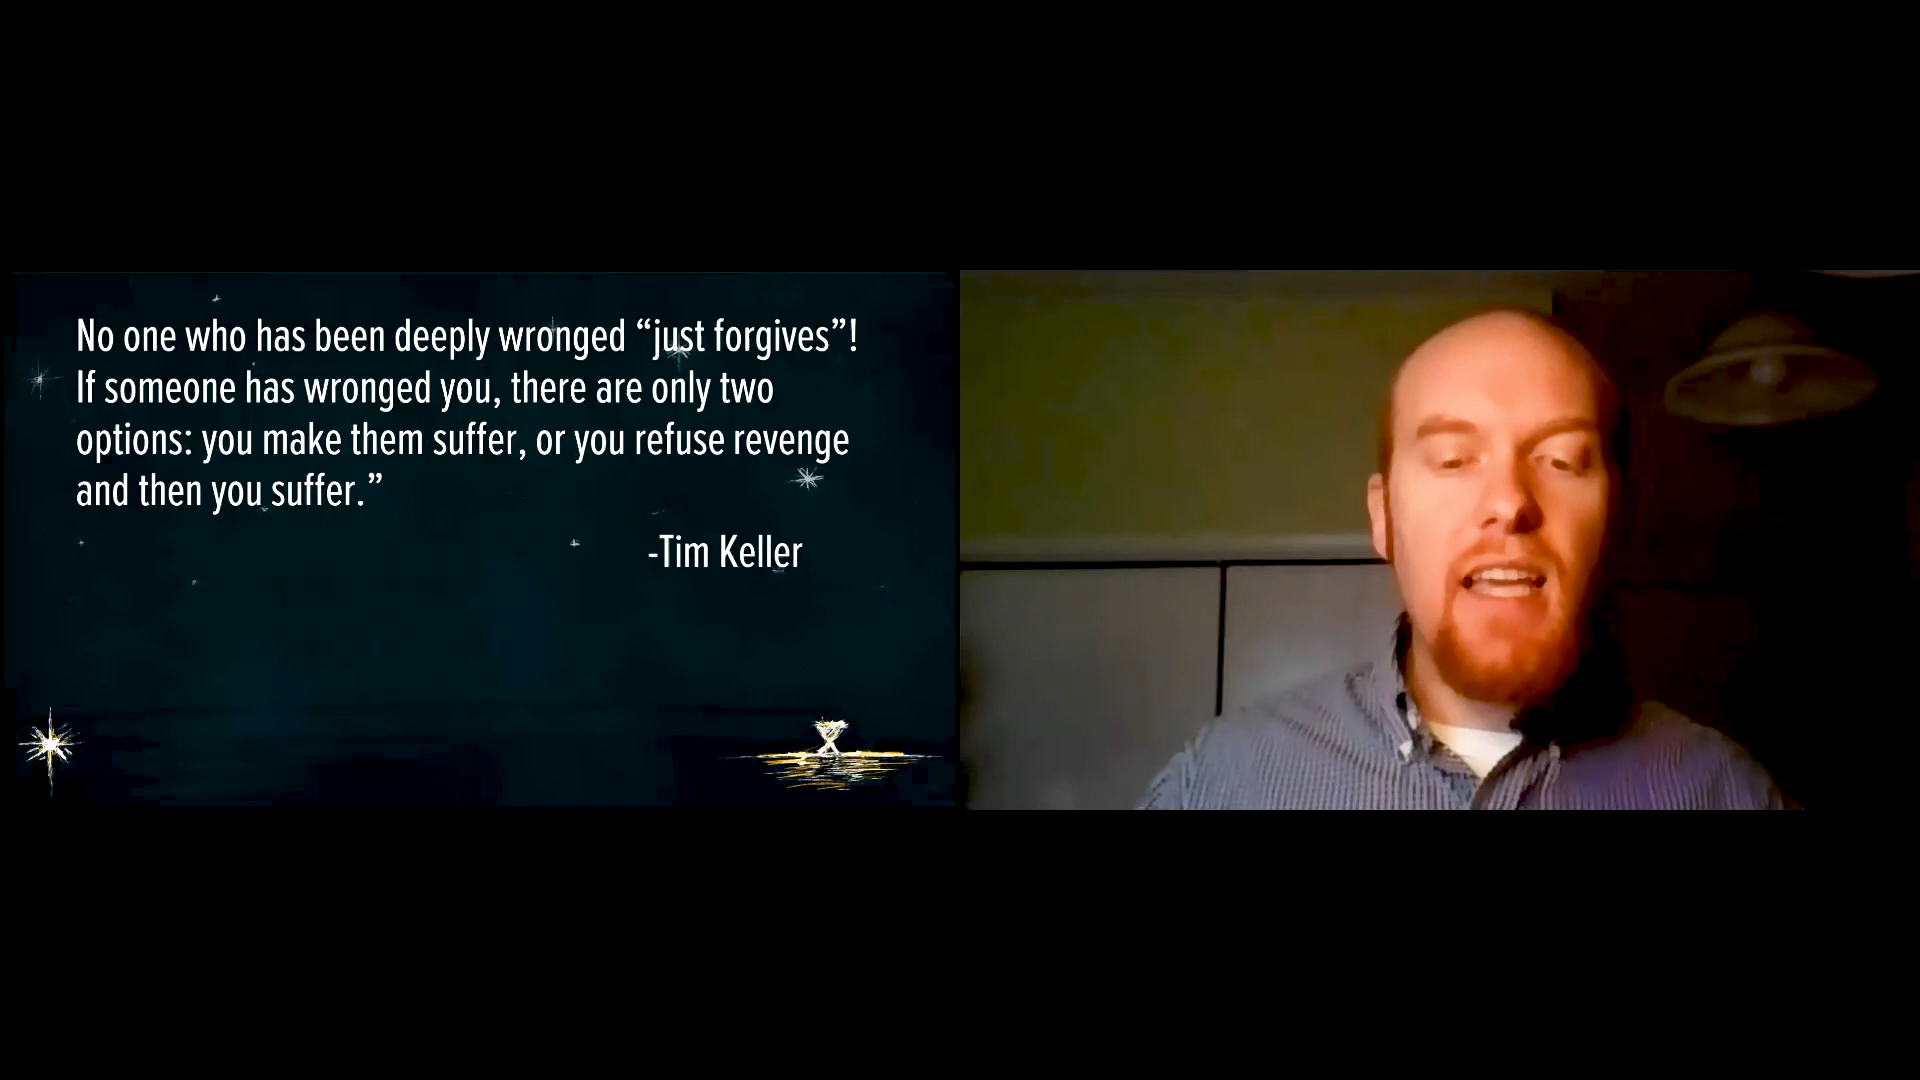 No one who has been deeply wronged “just forgives”!
If someone has wronged you, there are only two
options: you make them suffer, or you refuse revenge
and then you suffer.”
-Tim Keller